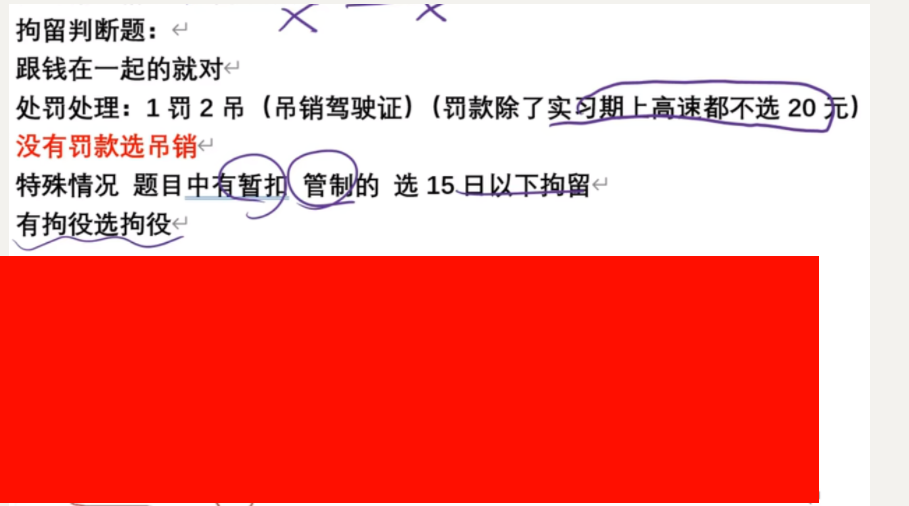 拘留判断题：
跟钱在一起的就对
处罚处理：1 罚 2 吊（吊销驾驶证）（罚款除了实习期上高速都不选 20 元）
没有罚款选吊销
特殊情况 题目中有暂扣 管制的 选 15 日以下拘留
有拘役选拘役